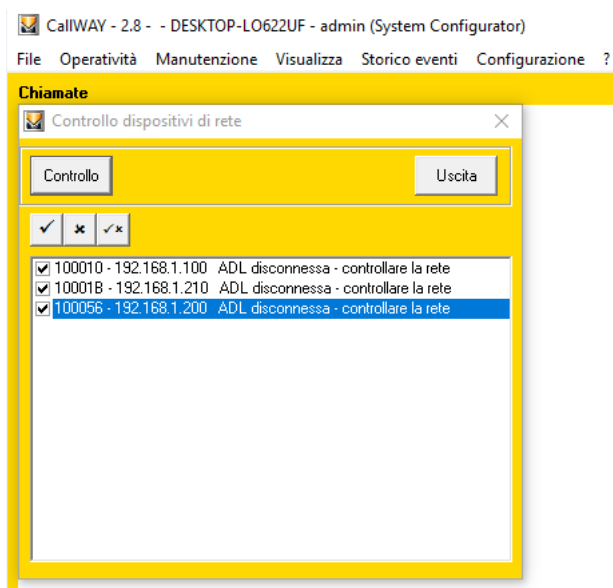 CallWAY - 2.8 -  - DESKTOP-LO622UF - admin (System Configurator)
File Operatività Manutenzione Visualizza Storico eventi Configurazione ?
Chiamate
Controllo dispositivi di rete
Controllo Uscita
100010 - 192.168.1.100 ADL disconnessa - controllare la rete
10001B - 192.168.1.210 ADL disconnessa - controllare la rete
100056 - 192.168.1.200 ADL disconnessa - controllare la rete